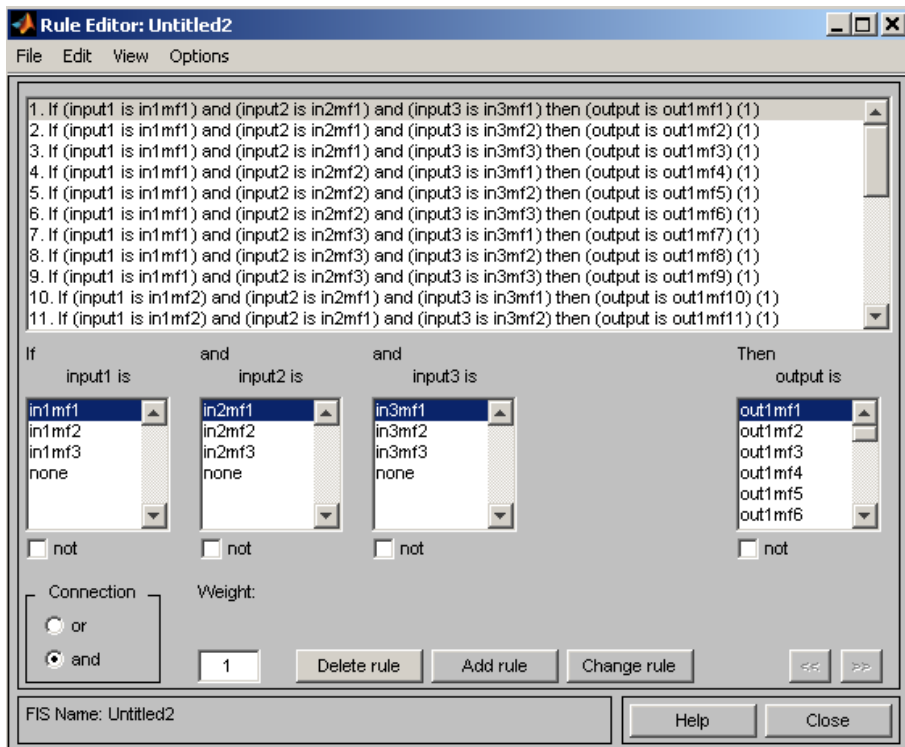 Rule Editor: Untitled2
File Edit View Options
1. If (input1 is in1mf1) and (input2 is in2mf1) and (input3 is in3mf1) then (output is out1mf1) (1)
2. If (input1 is in1mf1) and (input2 is in2mf1) and (input3 is in3mf2) then (output is out1mf2) (1)
3. If (input1 is in1mf1) and (input2 is in2mf1) and (input3 is in3mf3) then (output is out1mf3) (1)
4. If (input1 is in1mf1) and (input2 is in2mf2) and (input3 is in3mf1) then (output is out1mf4) (1)
5. If (input1 is in1mf1) and (input2 is in2mf2) and (input3 is in3mf2) then (output is out1mf5) (1)
6. If (input1 is in1mf1) and (input2 is in2mf2) and (input3 is in3mf3) then (output is out1mf6) (1)
7. If (input1 is in1mf1) and (input2 is in2mf3) and (input3 is in3mf1) then (output is out1mf7) (1)
8. If (input1 is in1mf1) and (input2 is in2mf3) and (input3 is in3mf2) then (output is out1mf8) (1)
9. If (input1 is in1mf1) and (input2 is in2mf3) and (input3 is in3mf3) then (output is out1mf9) (1)
10. If (input1 is in1mf2) and (input2 is in2mf1) and (input3 is in3mf1) then (output is out1mf10) (1)
11. If (input1 is in1mf2) and (input2 is in2mf1) and (input3 is in3mf2) then (output is out1mf11) (1)
If and and Then
input1 is input2 is input3 is output is
in1mf1 in2mf1 in3mf1 out1mf1
in1mf2 in2mf2 in3mf2 out1mf2
in1mf3 in2mf3 in3mf3 out1mf3
none none none out1mf4
out1mf5
out1mf6
not not not not
Connection Weight:
or
and 1 Delete rule Add rule Change rule << >>
FIS Name: Untitled2 Help Close